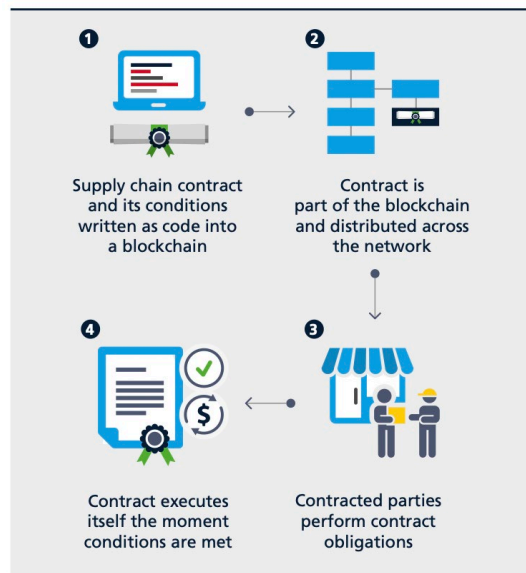 1
Supply chain contract
and its conditions
written as code into
a blockchain
2
Contract is
part of the blockchain
and distributed across
the network
3
Contracted parties
perform contract
obligations
4
$
Contract executes
itself the moment
conditions are met